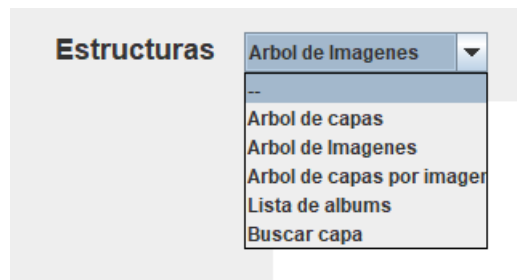 Estructuras Arbol de Imagenes
--
Arbol de capas
Arbol de Imagenes
Arbol de capas por imagen
Lista de albums
Buscar capa